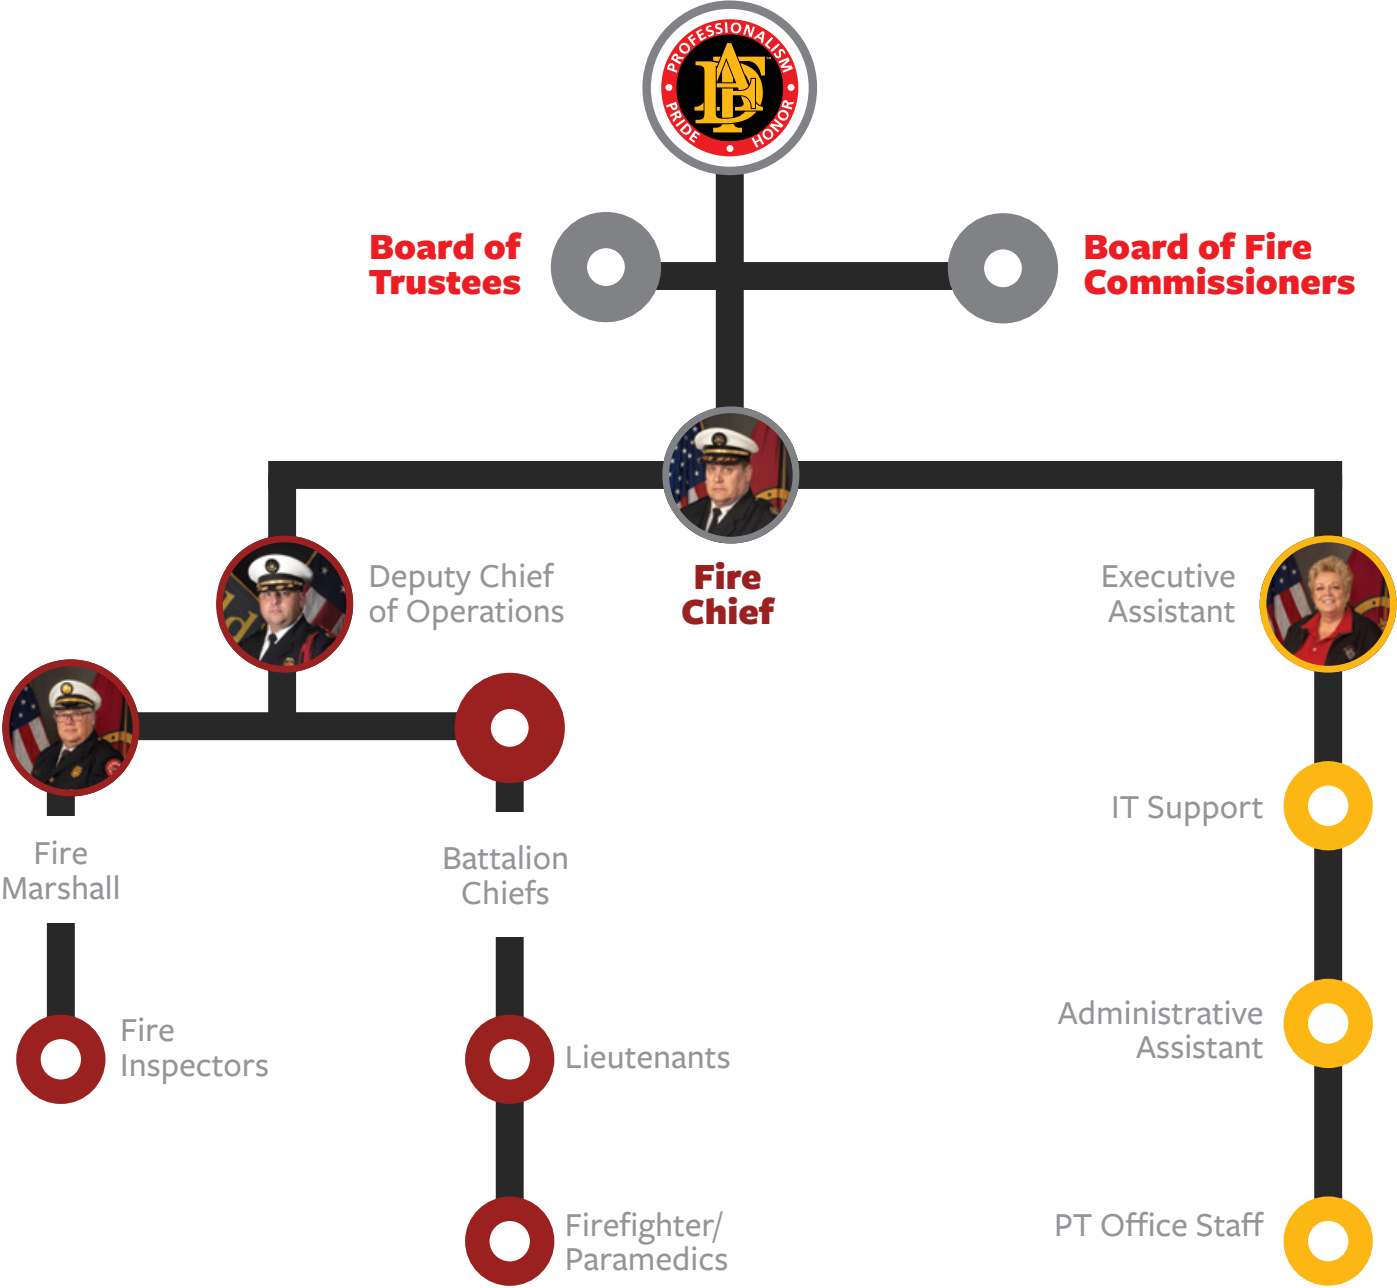 PROFESSIONALISM
PRIDE • HONOR
Board of
Trustees
Board of Fire
Commissioners
Deputy Chief
of Operations
Fire
Chief
Executive
Assistant
IT Support
Fire
Marshall
Battalion
Chiefs
Administrative
Assistant
Fire
Inspectors
Lieutenants
Firefighter/
Paramedics
PT Office Staff